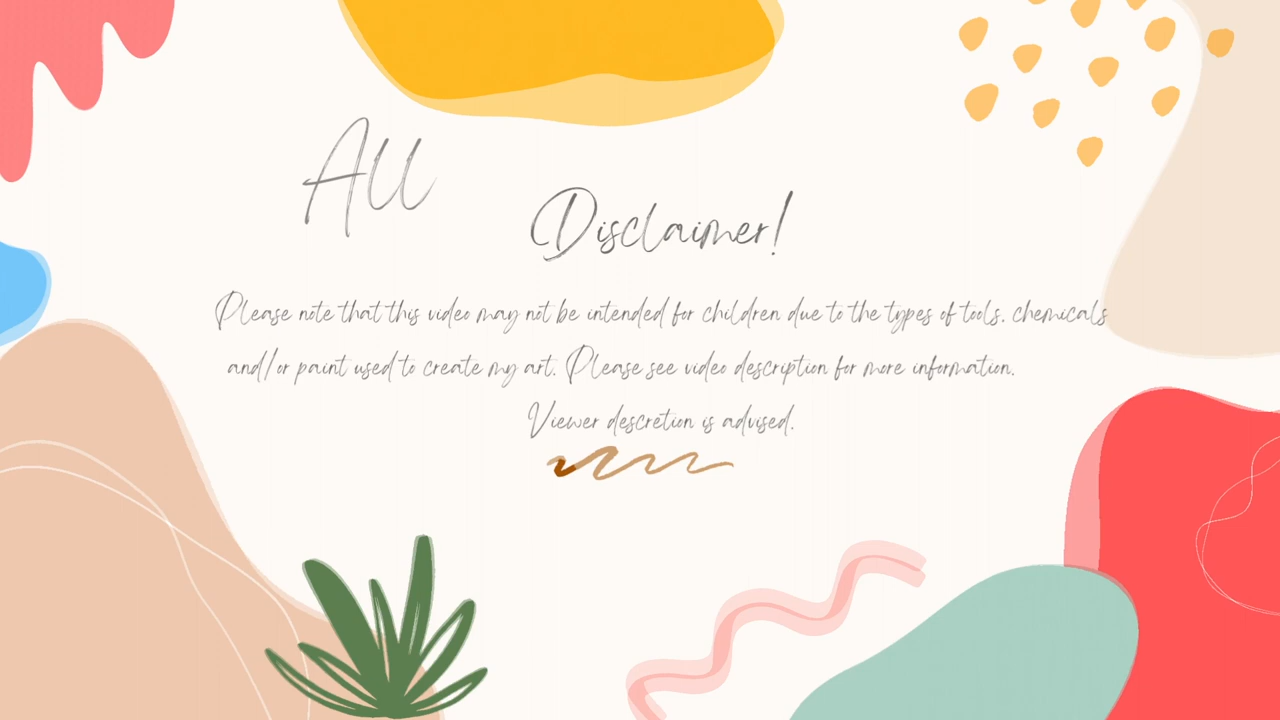 All
Disclaimer!
Please note that this video may not be intended for children due to the types of tools. chemicals
and/or paint used to create my art. Please see video description for more information.
Viewer descretion is advised.